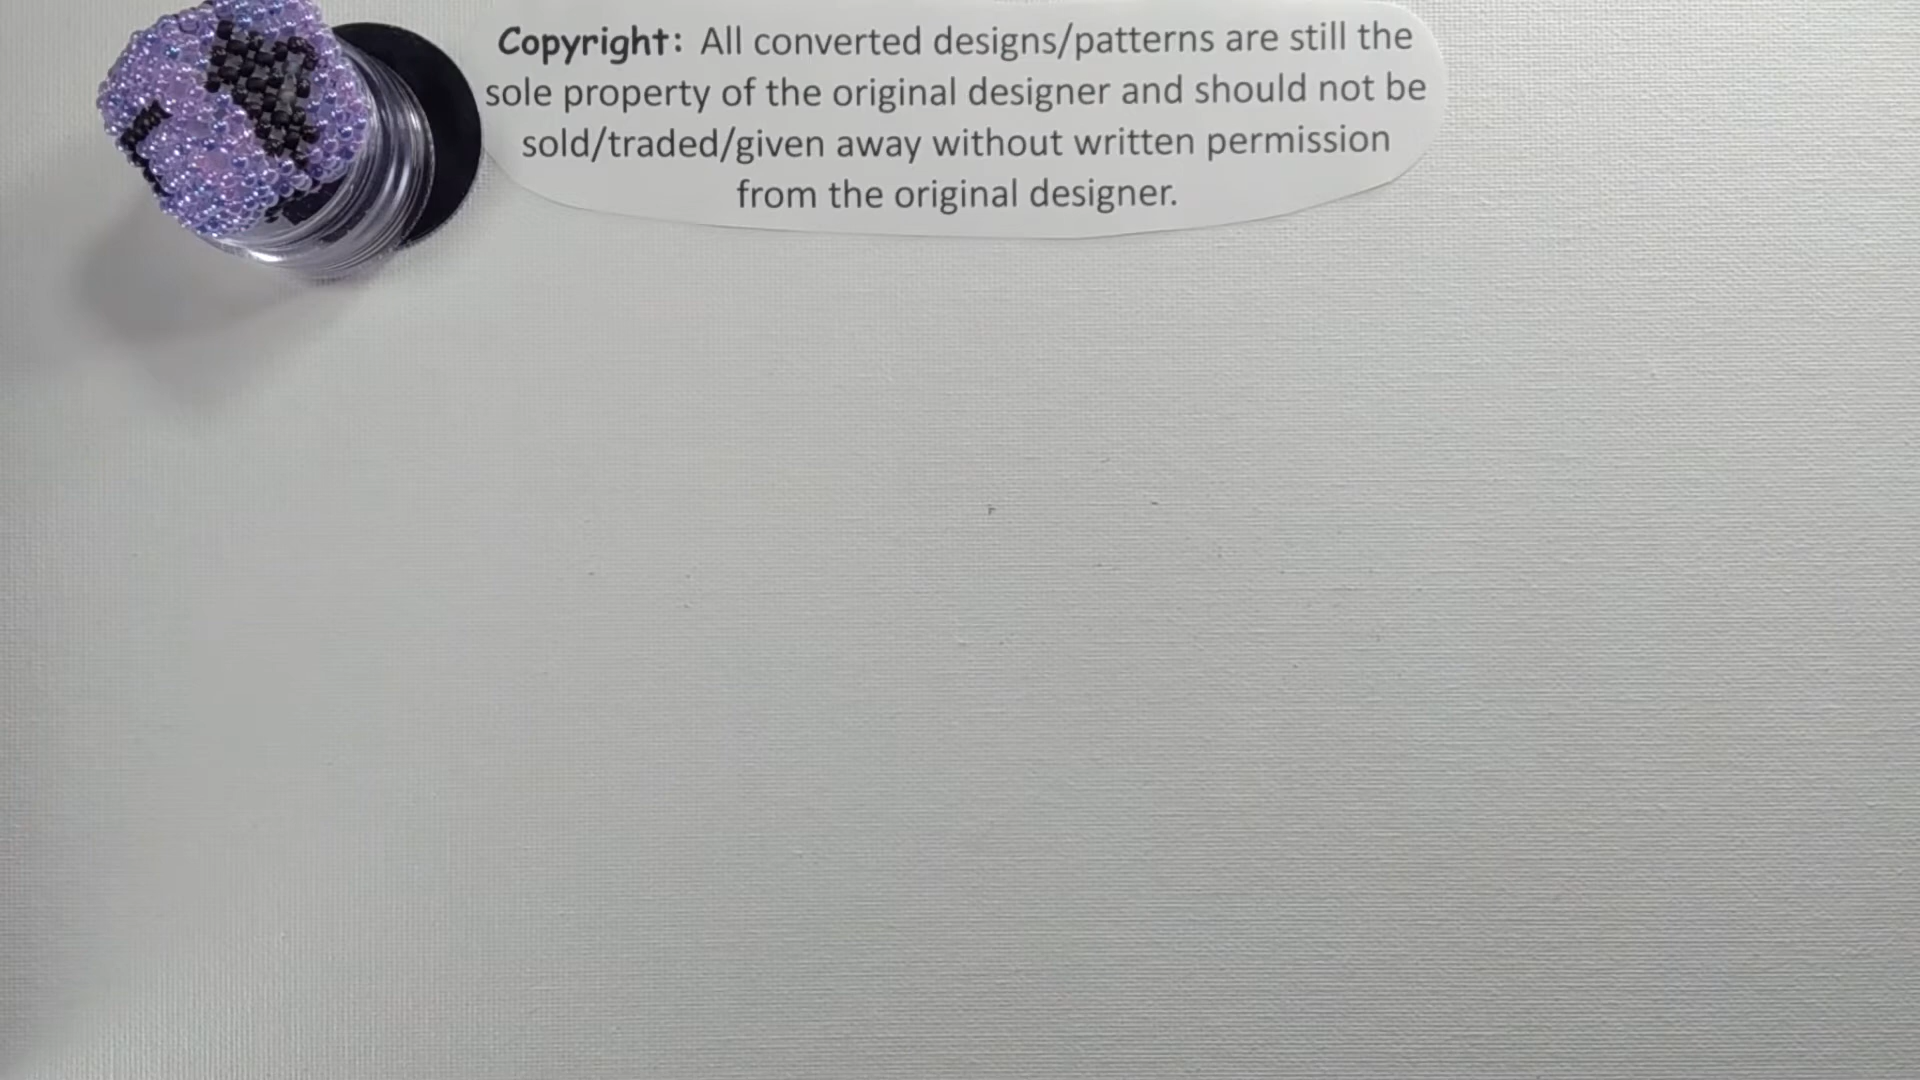 Copyright: All converted designs/patterns are still the
sole property of the original designer and should not be
sold/traded/given away without written permission
from the original designer.